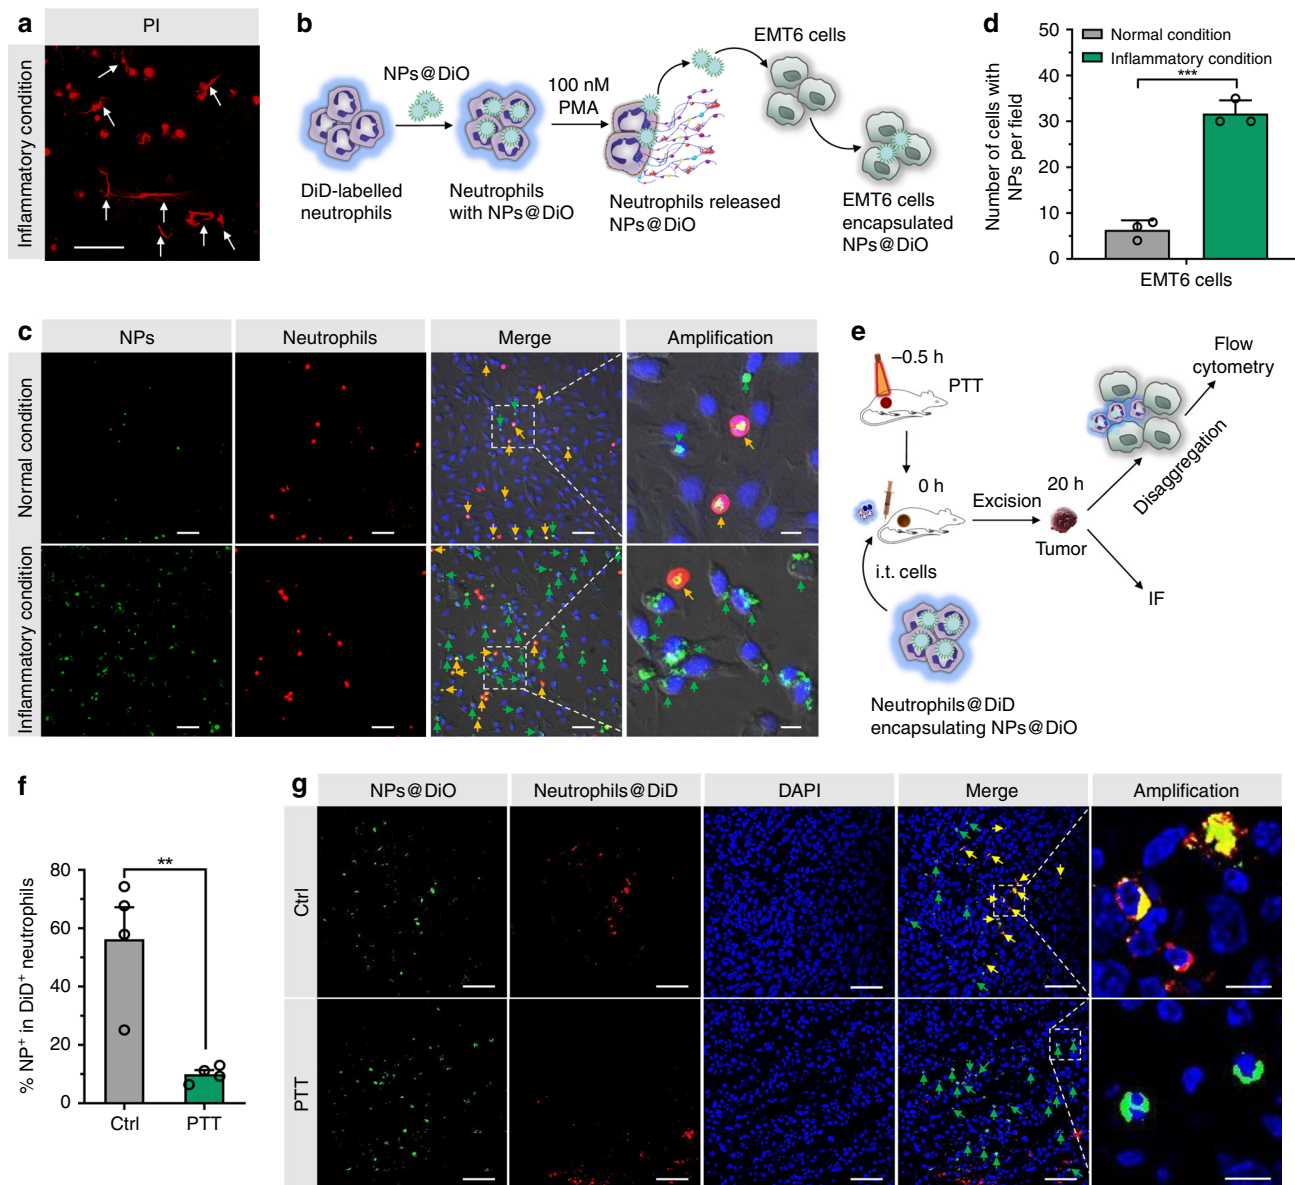 a
PI
Inflammatory condition
b
NPs@DiO
100 nM
PMA
EMT6 cells
DiD-labelled
neutrophils
Neutrophils
with NPs@DiO
Neutrophils released
NPs@DiO
EMT6 cells
encapsulated
NPs@DiO
d
Normal condition
Inflammatory condition
***
Number of cells with
NPs per field
50
40
30
20
10
0
EMT6 cells
c
NPs
Neutrophils
Merge
Amplification
Normal condition
Inflammatory condition
e
–0.5 h
PTT
0 h
Excision
20 h
Tumor
i.t. cells
Disaggregation
Flow
cytometry
IF
Neutrophils@DiD
encapsulating NPs@DiO
f
% NP+ in DiD+ neutrophils
80
60
40
20
0
**
Ctrl
PTT
g
NPs@DiO
Neutrophils@DiD
DAPI
Merge
Amplification
Ctrl
PTT